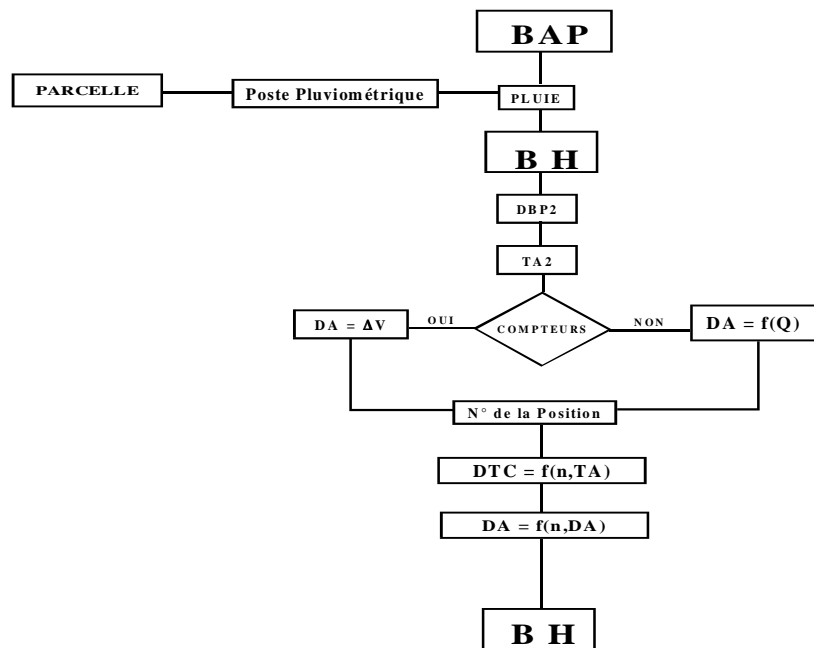 BAP
PARCELLE
Poste Pluviométrique
PLUIE
B H
DBP2
TA2
DA = ΔV
OUI
COMPTEURS
NON
DA = f(Q)
N° de la Position
DTC = f(n,TA)
DA = f(n,DA)
B H